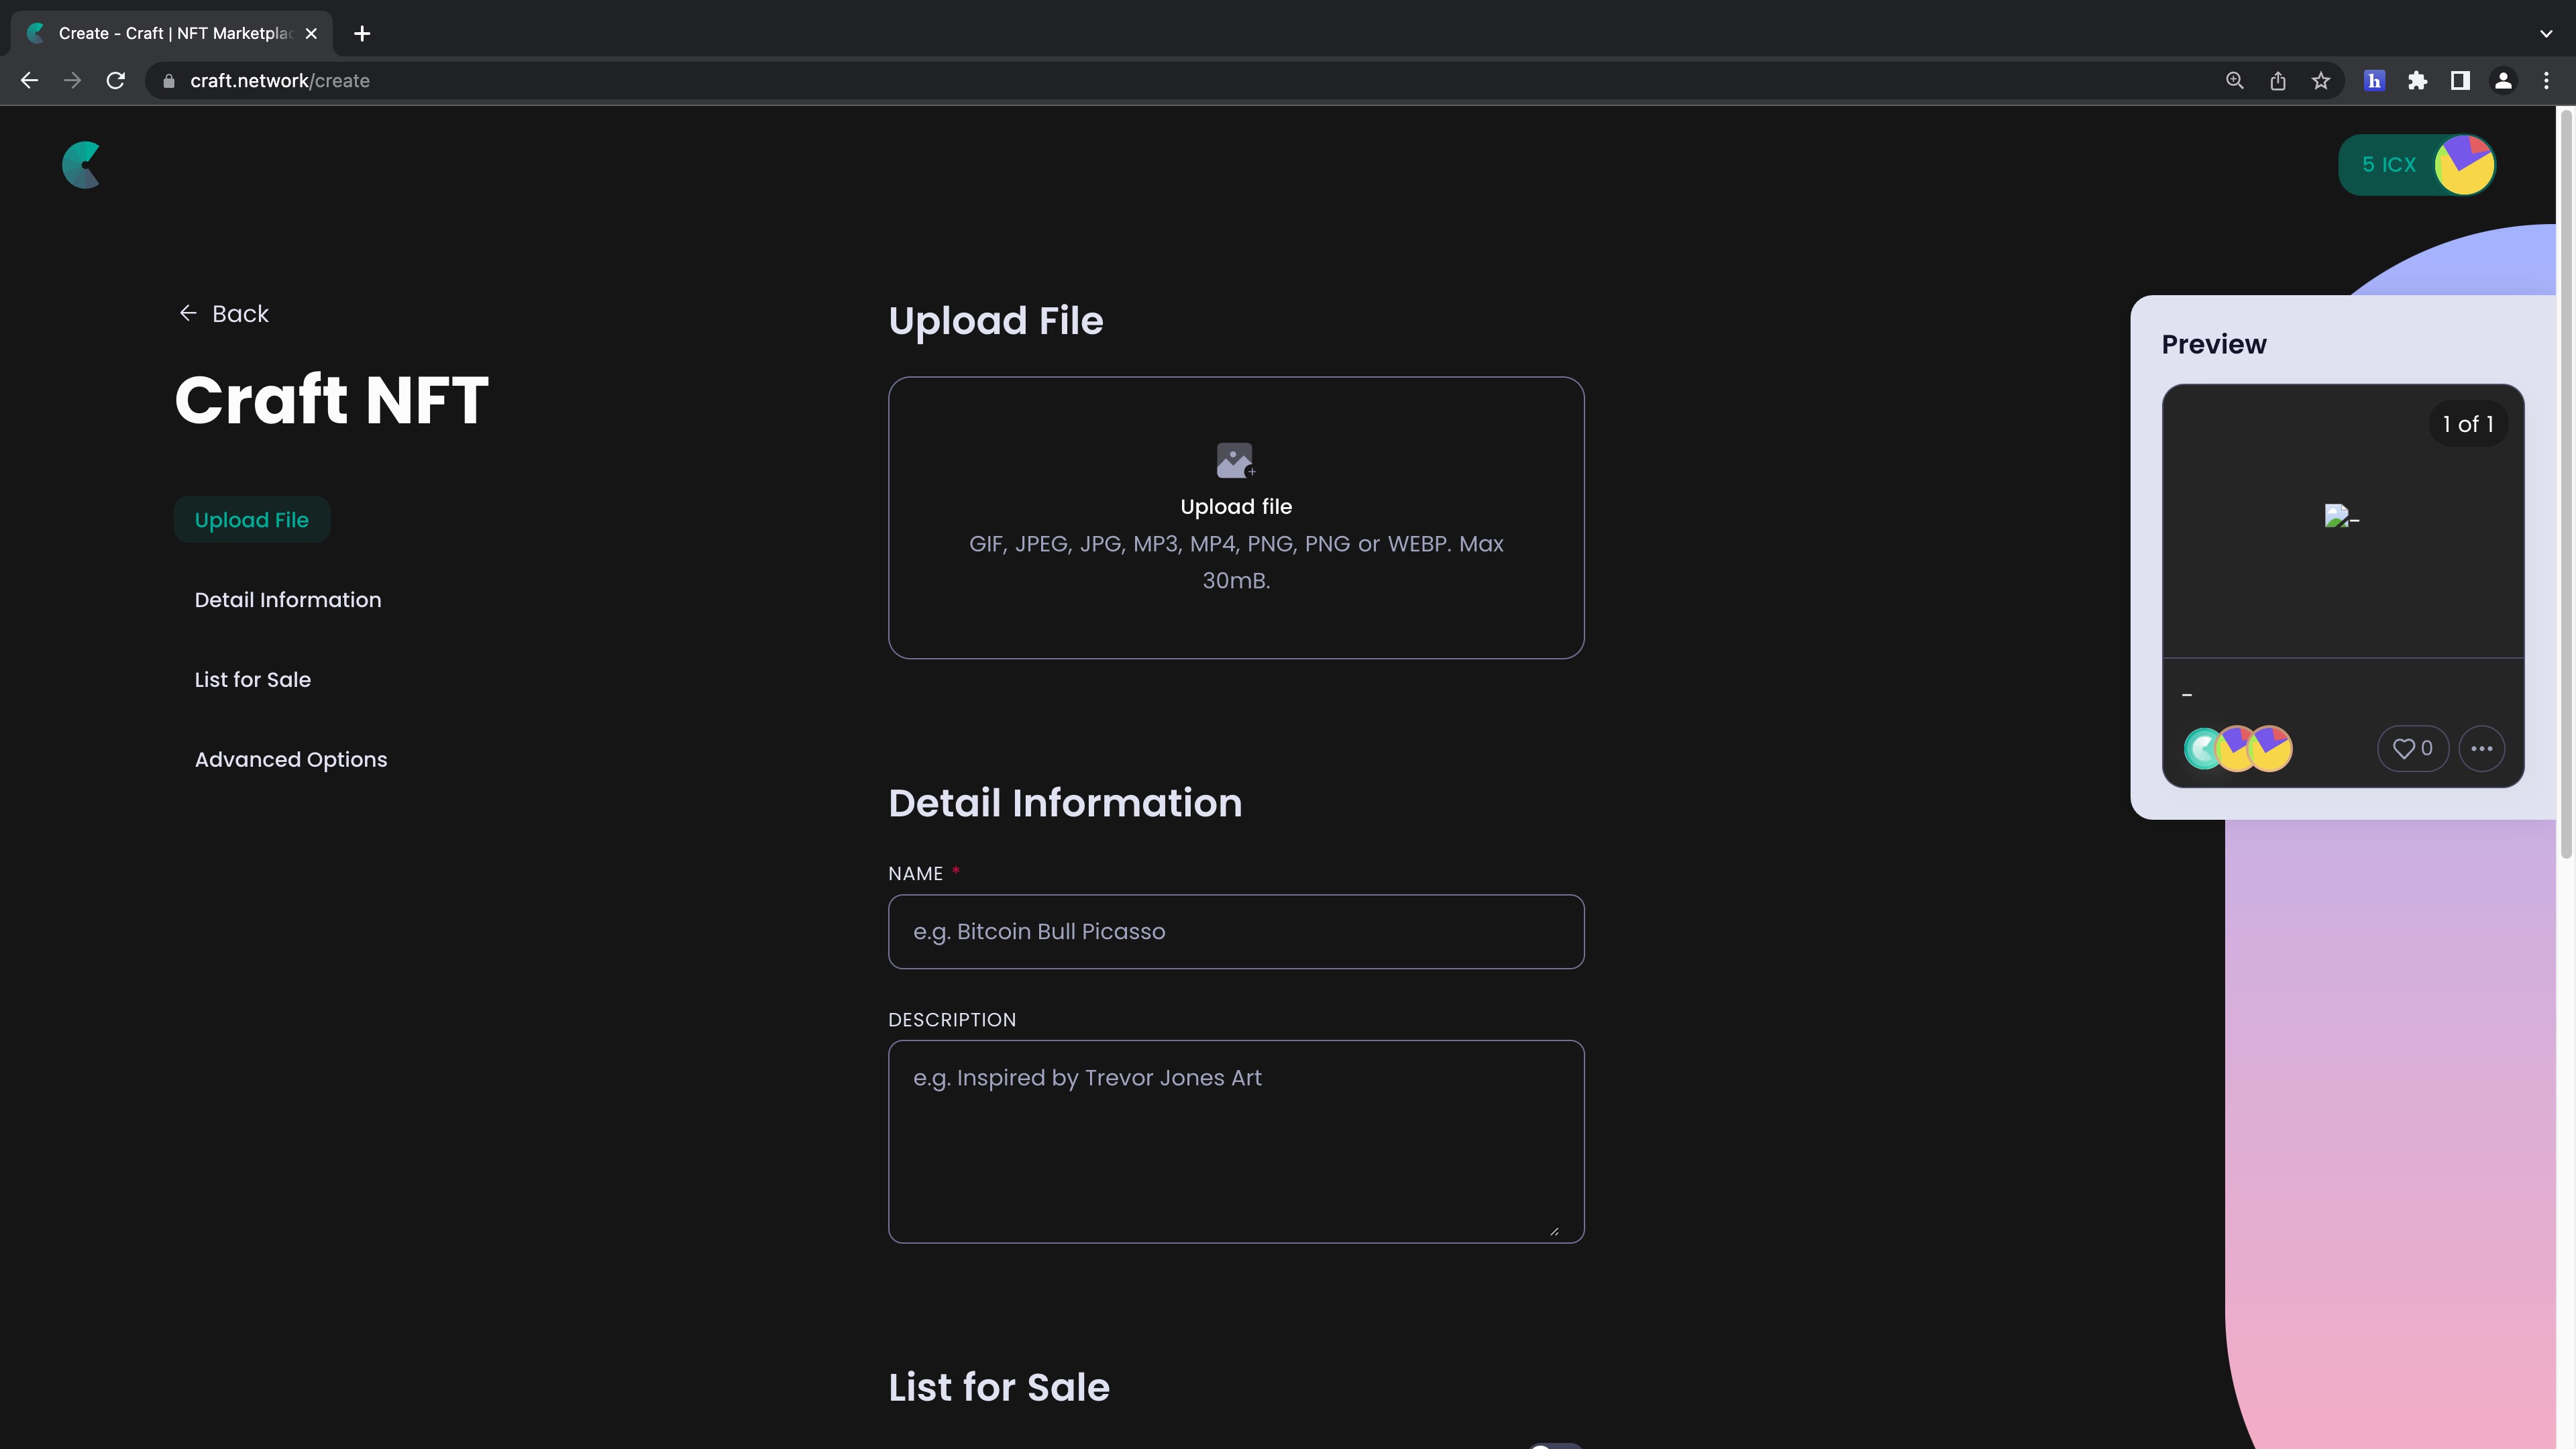 Create - Craft | NFT Marketplac
craft.network/create
h
5 ICX
Back
Craft NFT
Upload File
Detail Information
List for Sale
Advanced Options
Upload File
Upload file
GIF, JPEG, JPG, MP3, MP4, PNG, PNG or WEBP. Max
30mB.
Detail Information
NAME *
e.g. Bitcoin Bull Picasso
DESCRIPTION
e.g. Inspired by Trevor Jones Art
List for Sale
Preview
1 of 1
-
-
0